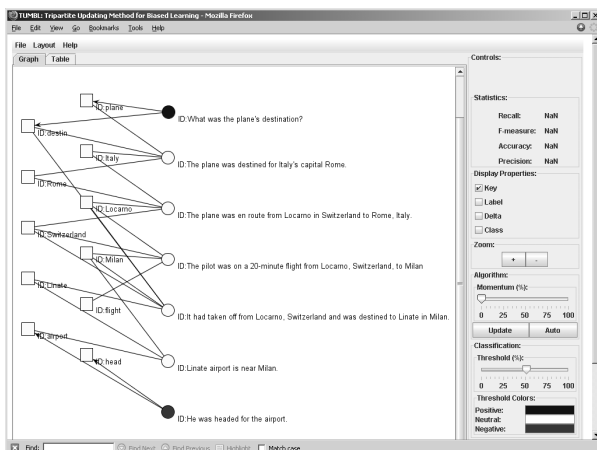 TUMBL: Tripartite Updating Method for Biased Learning - Mozilla Firefox
File Edit View Go Bookmarks Tools Help
File Layout Help
Graph Table
ID:plane
ID:What was the plane's destination?
ID:destin
ID:Italy
ID:The plane was destined for Italy's capital Rome.
ID:Rome
ID:Locarno
ID:The plane was en route from Locarno in Switzerland to Rome, Italy.
ID:Switzerland
ID:Milan
ID:The pilot was on a 20-minute flight from Locarno, Switzerland, to Milan
ID:Linate
ID:flight
ID:It had taken off from Locarno, Switzerland and was destined to Linate in Milan.
ID:airport
ID:head
ID:Linate airport is near Milan.
ID:He was headed for the airport.
Controls:
Statistics:
Recall: NaN
F-measure: NaN
Accuracy: NaN
Precision: NaN
Display Properties:
Key
Label
Delta
Class
Zoom:
+ -
Algorithm:
Momentum (%):
0 25 50 75 100
Update Auto
Classification:
Threshold (%):
0 25 50 75 100
Threshold Colors:
Positive:
Neutral:
Negative:
Find: Find Next Find Previous Highlight Match case